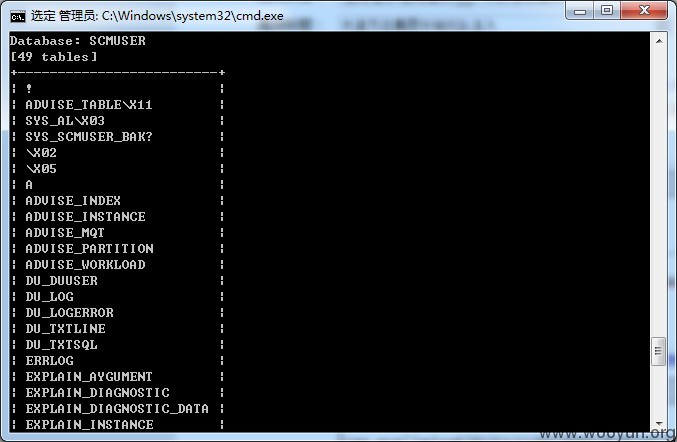 选定 管理员: C:\Windows\system32\cmd.exe
Database: SCMUSER
[49 tables]
+-------------------------+
| ! |
| ADVISE_TABLE\X11 |
| SYS_AL\X03 |
| SYS_SCMUSER_BAK? |
| \X02 |
| \X05 |
| A |
| ADVISE_INDEX |
| ADVISE_INSTANCE |
| ADVISE_MQT |
| ADVISE_PARTITION |
| ADVISE_WORKLOAD |
| DU_DUUSER |
| DU_LOG |
| DU_LOGERROR |
| DU_TXTLINE |
| DU_TXTSQL |
| ERRLOG |
| EXPLAIN_AYGUMENT |
| EXPLAIN_DIAGNOSTIC |
| EXPLAIN_DIAGNOSTIC_DATA |
| EXPLAIN_INSTANCE |
www.wooyun.org